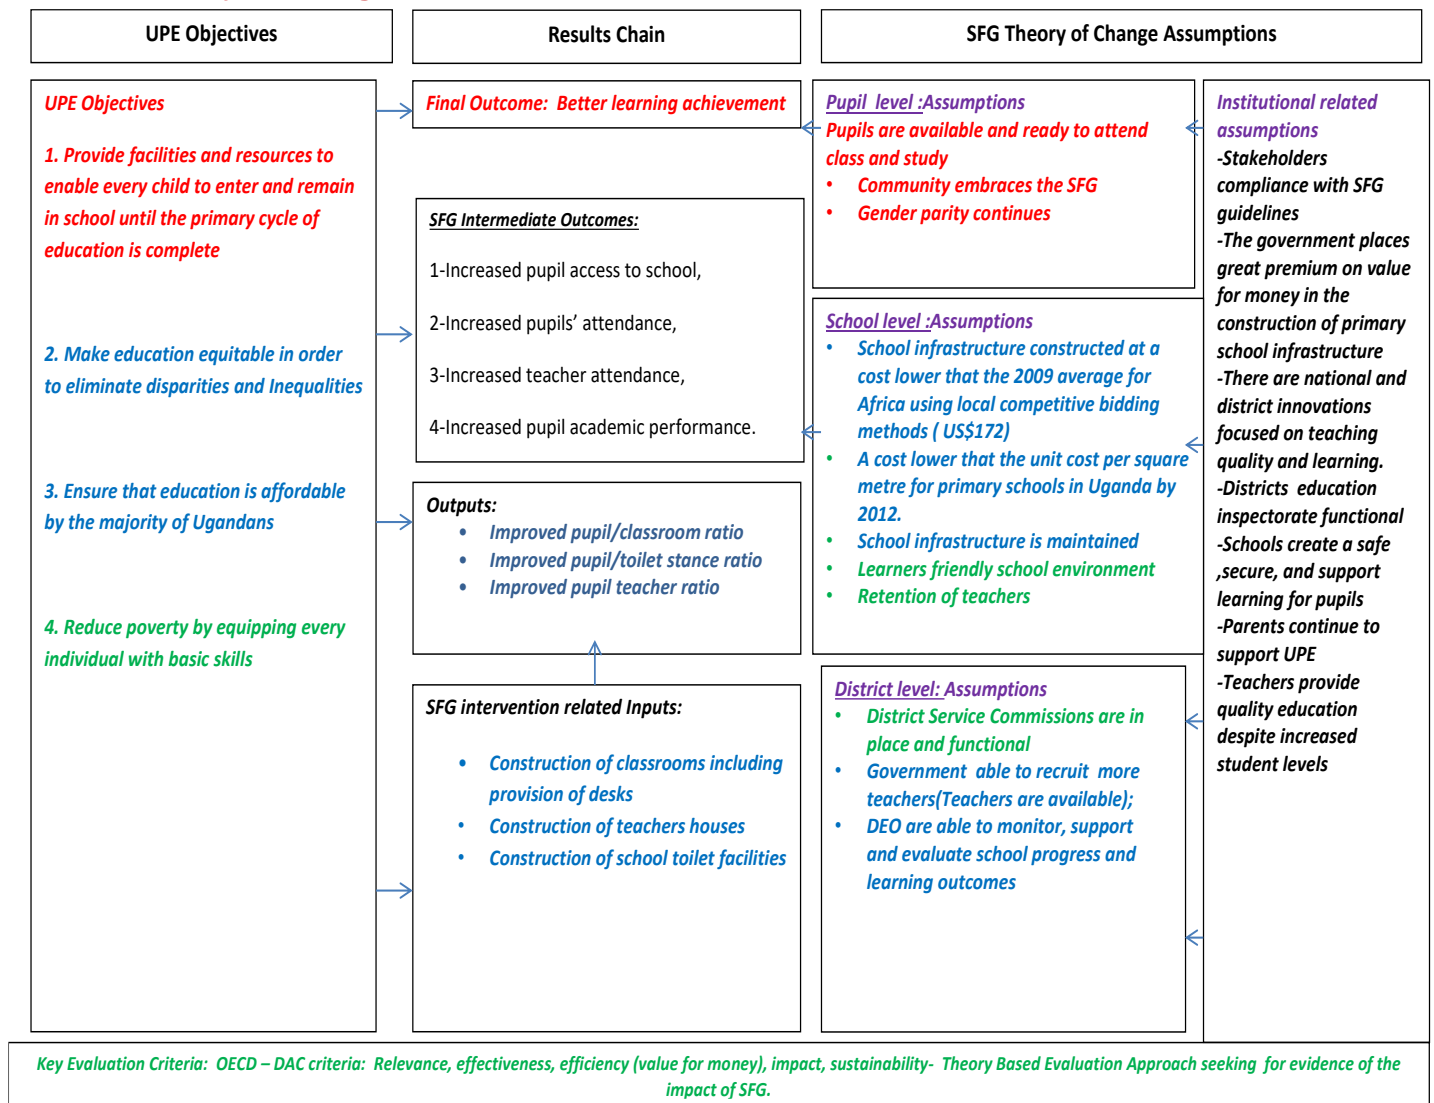 UPE Objectives
Results Chain
SFG Theory of Change Assumptions
UPE Objectives
1. Provide facilities and resources to
enable every child to enter and remain
in school until the primary cycle of
education is complete
2. Make education equitable in order
to eliminate disparities and Inequalities
3. Ensure that education is affordable
by the majority of Ugandans
4. Reduce poverty by equipping every
individual with basic skills
Final Outcome: Better learning achievement
SFG Intermediate Outcomes:
1-Increased pupil access to school,
2-Increased pupils’ attendance,
3-Increased teacher attendance,
4-Increased pupil academic performance.
Outputs:
• Improved pupil/classroom ratio
• Improved pupil/toilet stance ratio
• Improved pupil teacher ratio
SFG intervention related Inputs:
• Construction of classrooms including
provision of desks
• Construction of teachers houses
• Construction of school toilet facilities
Pupil level :Assumptions
Pupils are available and ready to attend
class and study
• Community embraces the SFG
• Gender parity continues
School level :Assumptions
• School infrastructure constructed at a
cost lower that the 2009 average for
Africa using local competitive bidding
methods ( US$172)
• A cost lower that the unit cost per square
metre for primary schools in Uganda by
2012.
• School infrastructure is maintained
• Learners friendly school environment
• Retention of teachers
District level: Assumptions
• District Service Commissions are in
place and functional
• Government able to recruit more
teachers(Teachers are available);
• DEO are able to monitor, support
and evaluate school progress and
learning outcomes
Institutional related
assumptions
-Stakeholders
compliance with SFG
guidelines
-The government places
great premium on value
for money in the
construction of primary
school infrastructure
-There are national and
district innovations
focused on teaching
quality and learning.
-Districts education
inspectorate functional
-Schools create a safe
,secure, and support
learning for pupils
-Parents continue to
support UPE
-Teachers provide
quality education
despite increased
student levels
Key Evaluation Criteria: OECD – DAC criteria: Relevance, effectiveness, efficiency (value for money), impact, sustainability- Theory Based Evaluation Approach seeking for evidence of the
impact of SFG.